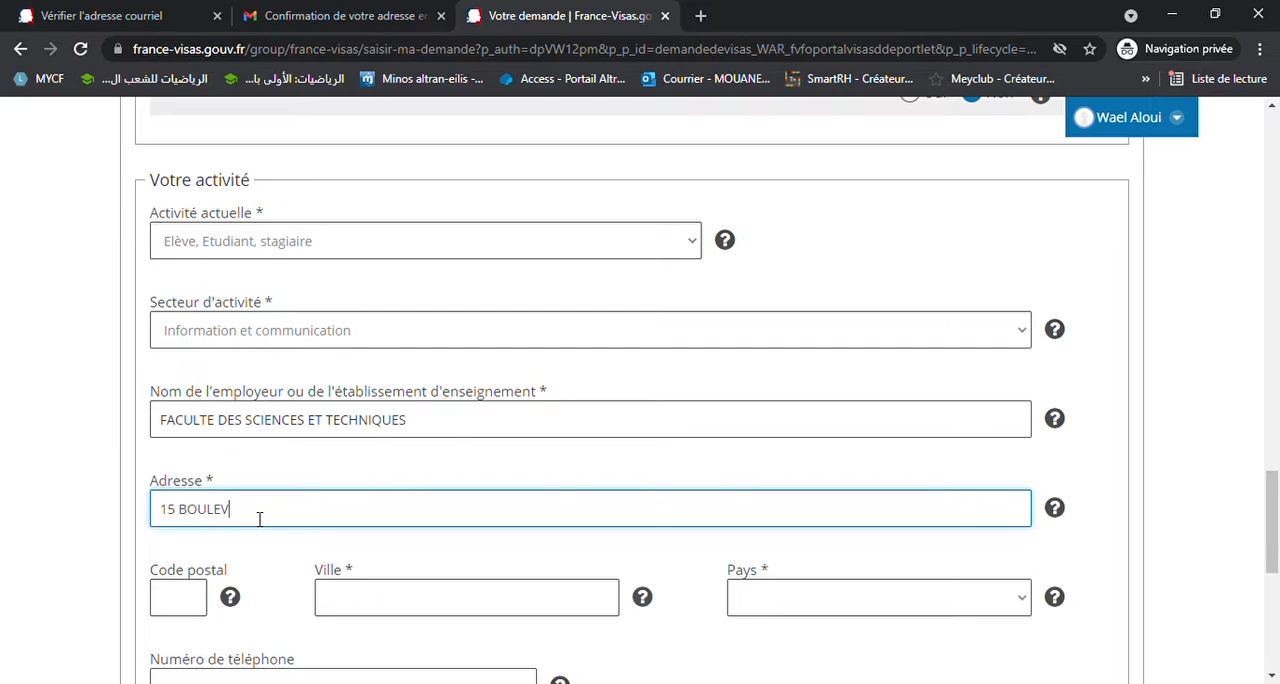 Vérifier l'adresse courriel
Confirmation de votre adresse e
Votre demande | France-Visas.go
Navigation privée
france-visas.gouv.fr/group/france-visas/saisir-ma-demande?p_auth=dpVW12pm&p_p_id=demandedevisas_WAR_fvfoportalvisasddeportlet&p_p_lifecycle=...
MYCF
الرياضيات للشعب ال...
الرياضيات: الأولى با...
Minos altran-eilis -...
Access - Portail Altr...
Courrier - MOUANE...
SmartRH - Créateur...
Meyclub - Créateur...
»
Liste de lecture
Wael Aloui
Votre activité
Activité actuelle *
Elève, Etudiant, stagiaire
Secteur d'activité *
Information et communication
Nom de l'employeur ou de l'établissement d'enseignement *
FACULTE DES SCIENCES ET TECHNIQUES
Adresse *
15 BOULEV
Code postal
Ville *
Pays *
Numéro de téléphone